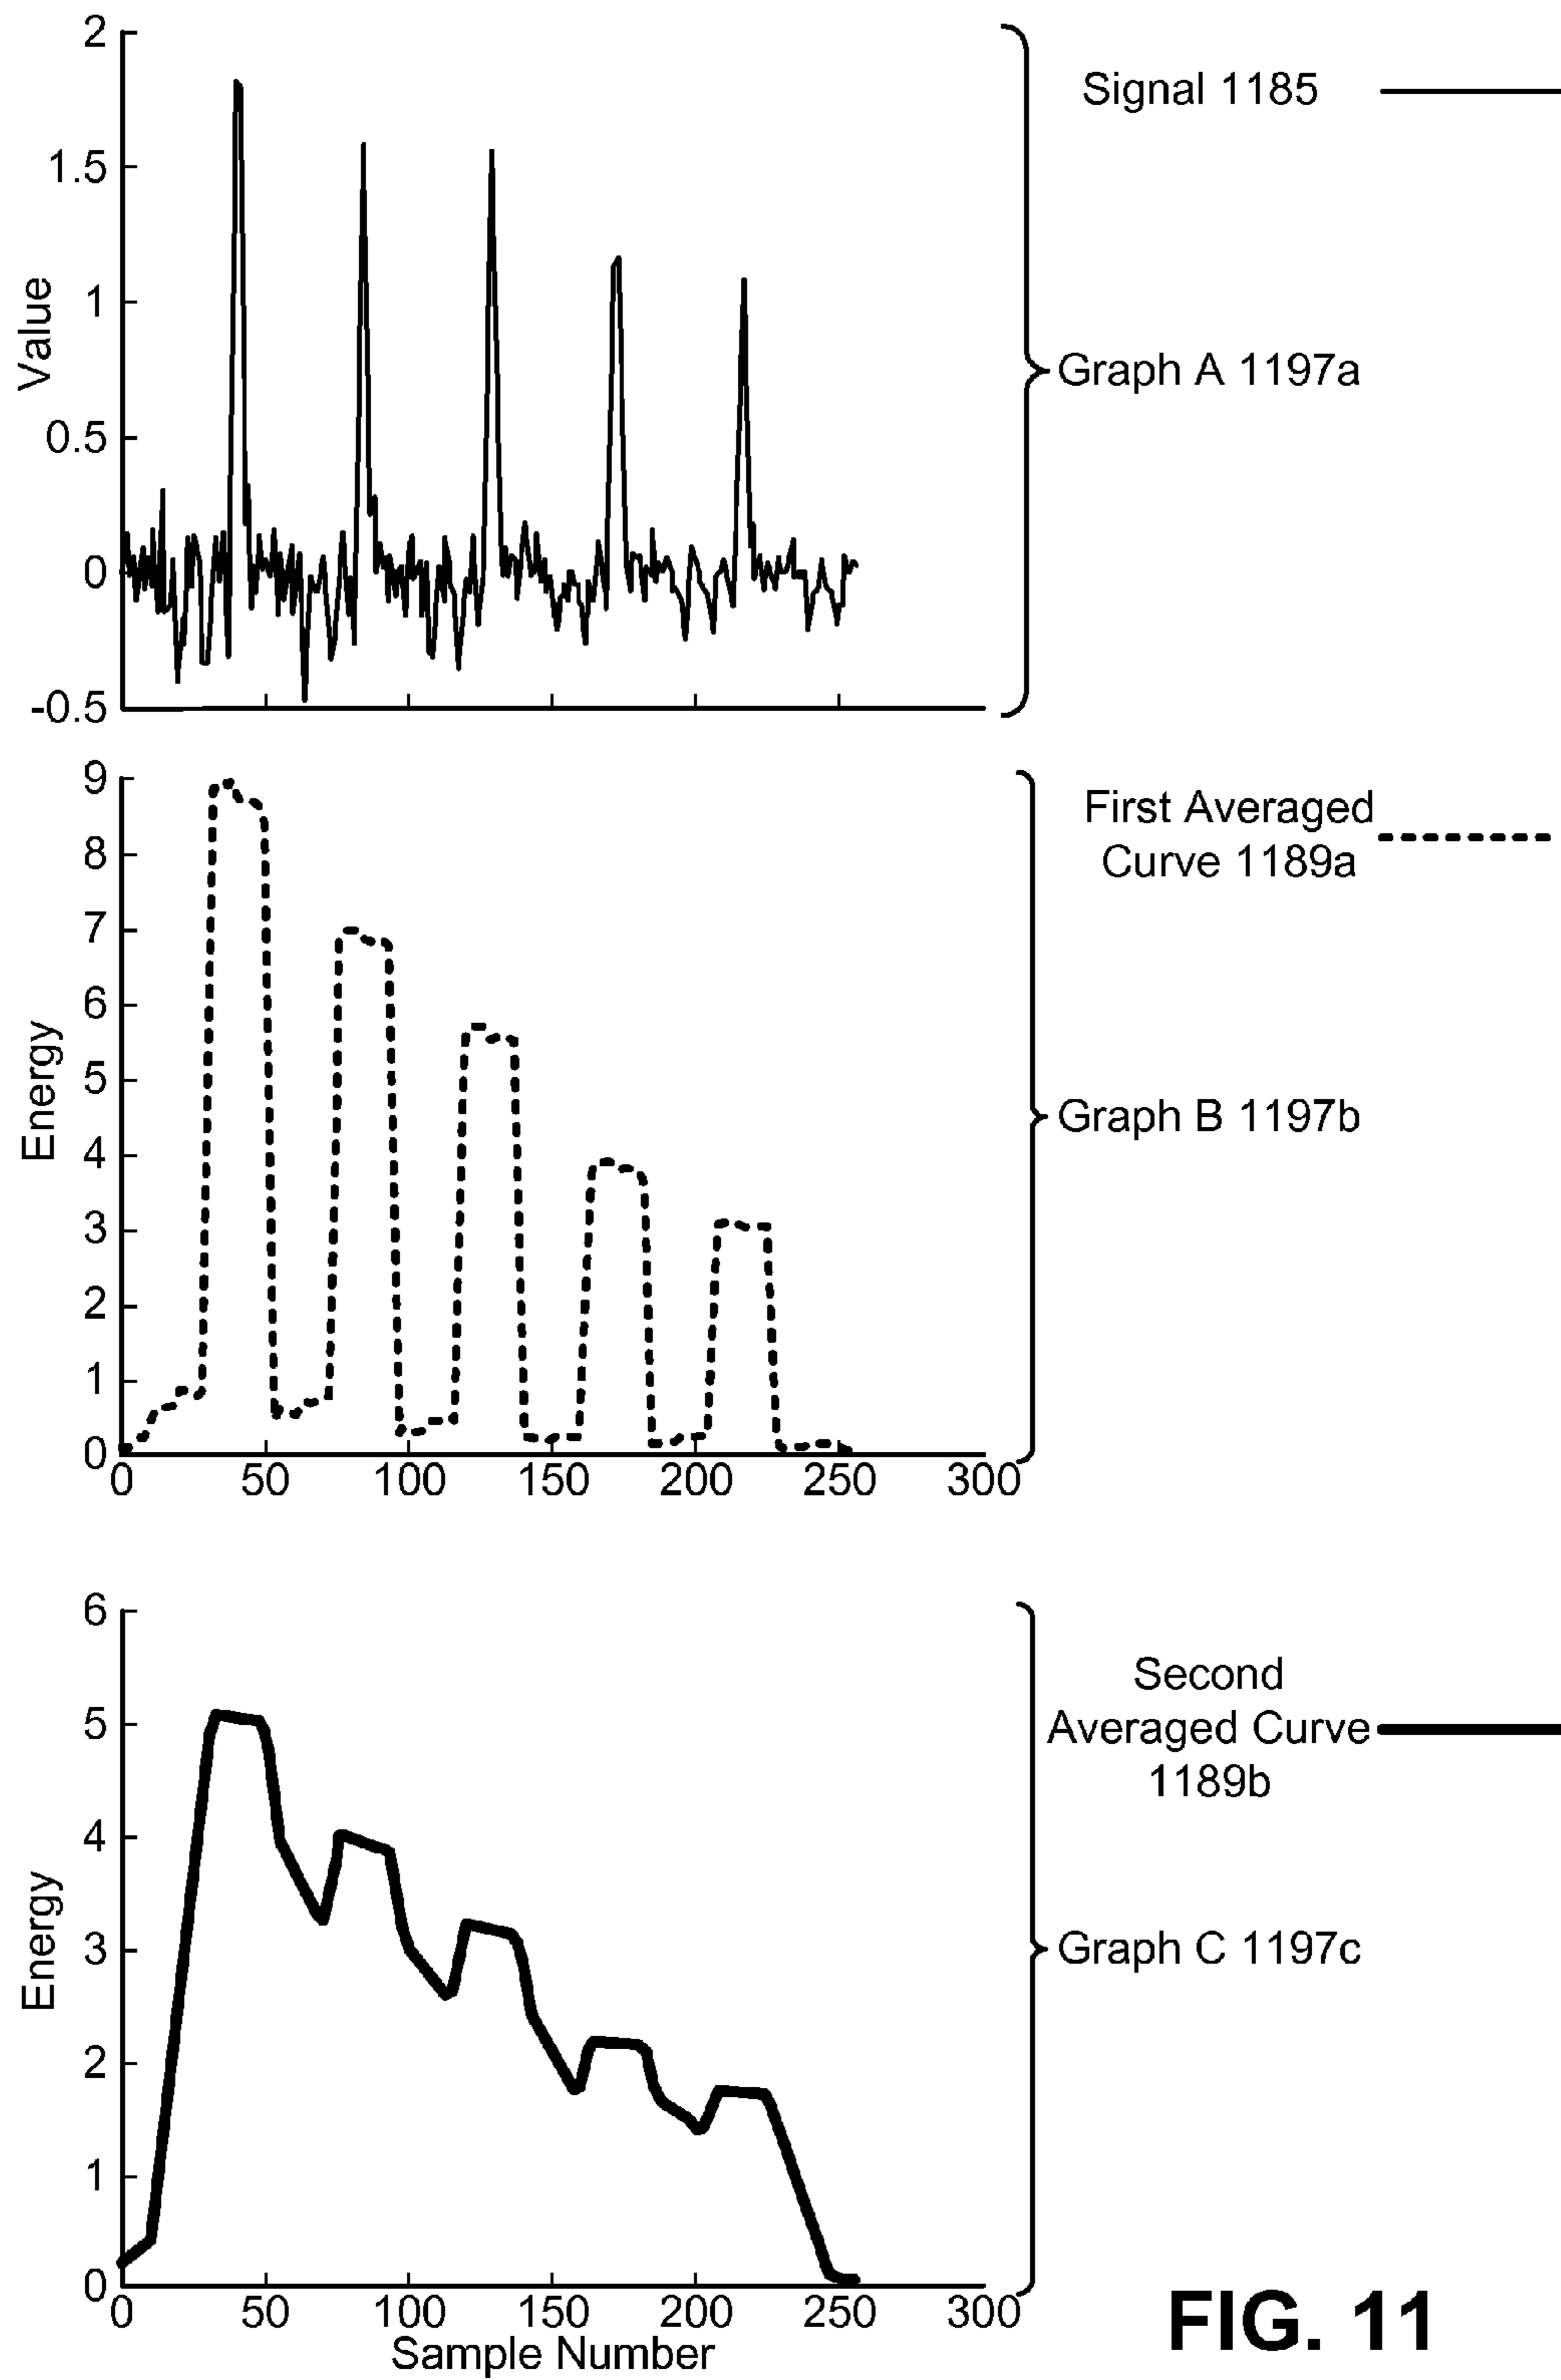 2
1.5
1
0.5
0
-0.5
Value
Signal 1185
Graph A 1197a
9
8
7
6
5
4
3
2
1
0
Energy
0 50 100 150 200 250 300
First Averaged
Curve 1189a
Graph B 1197b
6
5
4
3
2
1
0
Energy
0 50 100 150 200 250 300
Sample Number
Second
Averaged Curve
1189b
Graph C 1197c
FIG. 11